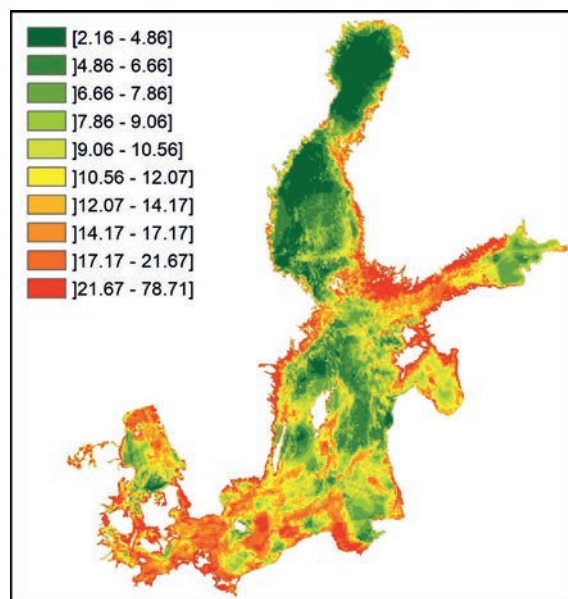 [2.16 - 4.86]
]4.86 - 6.66]
]6.66 - 7.86]
]7.86 - 9.06]
]9.06 - 10.56]
]10.56 - 12.07]
]12.07 - 14.17]
]14.17 - 17.17]
]17.17 - 21.67]
]21.67 - 78.71]